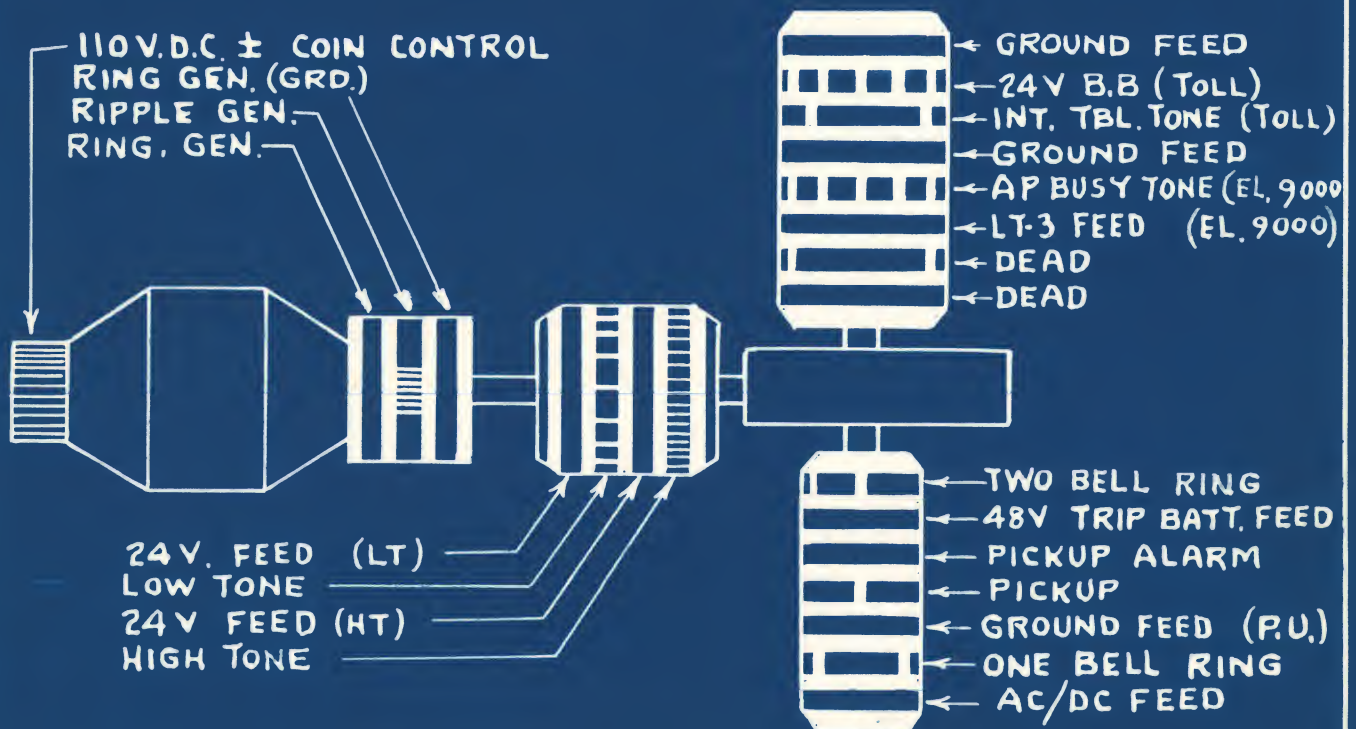 110 V. D.C. ± COIN CONTROL
RING GEN. (GRD.)
RIPPLE GEN.
RING. GEN.
GROUND FEED
24V B.B (TOLL)
INT. TBL. TONE (TOLL)
GROUND FEED
AP BUSY TONE (EL. 9000
LT-3 FEED (EL. 9000)
DEAD
DEAD
24 V. FEED (LT)
LOW TONE
24 V FEED (HT)
HIGH TONE
TWO BELL RING
48V TRIP BATT. FEED
PICKUP ALARM
PICKUP
GROUND FEED (P.U.)
ONE BELL RING
AC/DC FEED